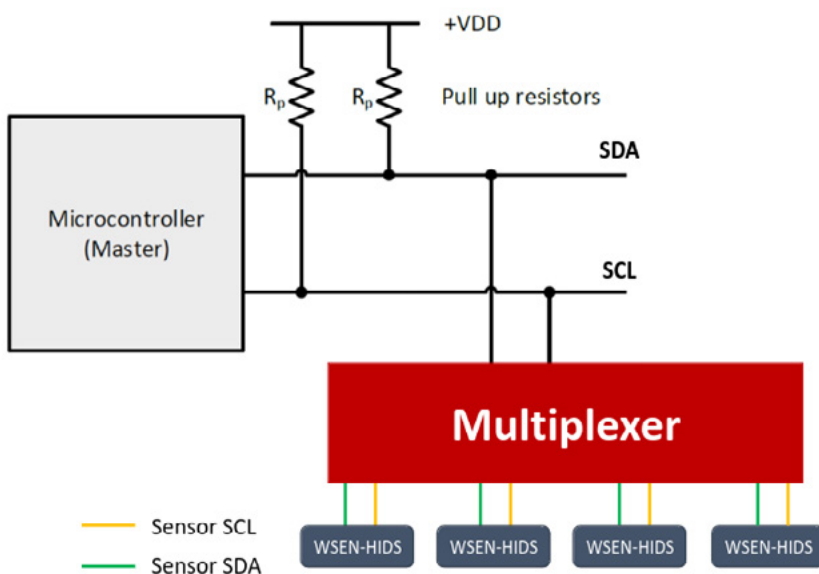 +VDD
Rp Rp Pull up resistors
SDA
Microcontroller
(Master)
SCL
Multiplexer
Sensor SCL
WSEN-HIDS WSEN-HIDS WSEN-HIDS WSEN-HIDS
Sensor SDA